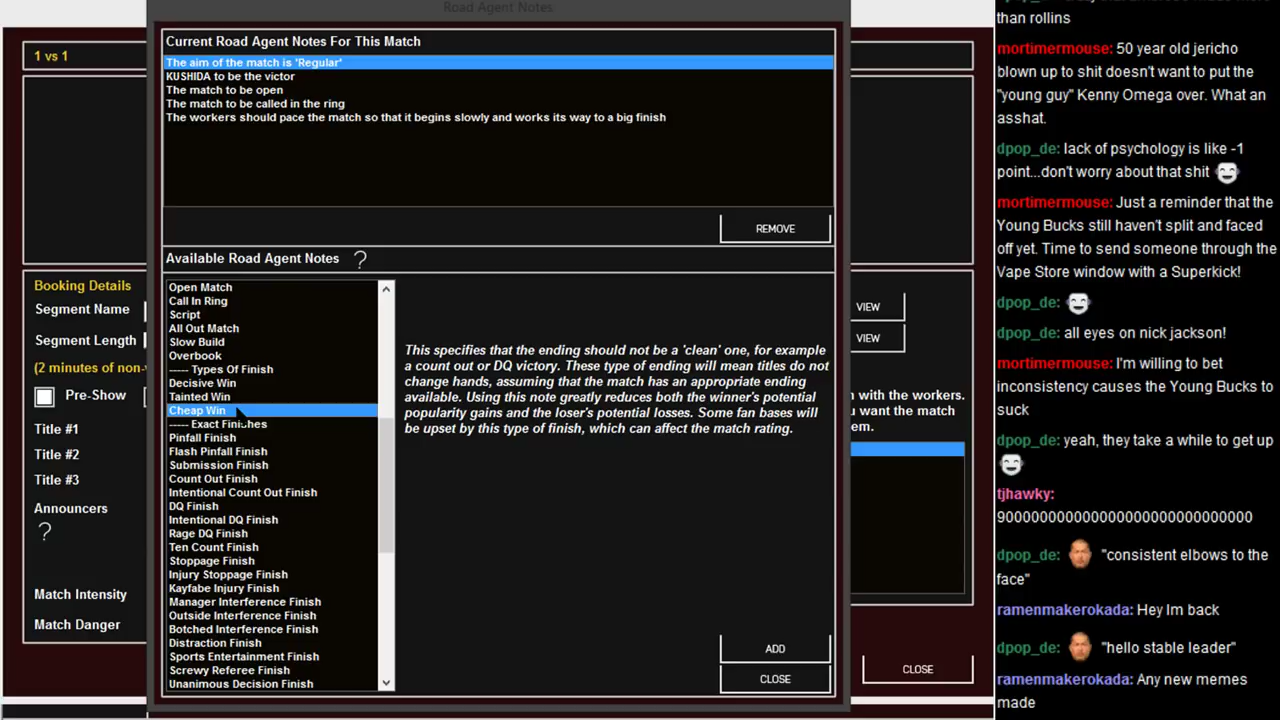 Road Agent Notes
Current Road Agent Notes For This Match
The aim of the match is 'Regular'
KUSHIDA to be the victor
The match to be open
The match to be called in the ring
The workers should pace the match so that it begins slowly and works its way to a big finish
REMOVE
Available Road Agent Notes ?
Open Match
Call In Ring
Script
All Out Match
Slow Build
Overbook
----- Types Of Finish
Decisive Win
Tainted Win
Cheap Win
----- Exact Finishes
Pinfall Finish
Flash Pinfall Finish
Submission Finish
Count Out Finish
Intentional Count Out Finish
DQ Finish
Intentional DQ Finish
Rage DQ Finish
Ten Count Finish
Stoppage Finish
Injury Stoppage Finish
Kayfabe Injury Finish
Manager Interference Finish
Outside Interference Finish
Botched Interference Finish
Distraction Finish
Sports Entertainment Finish
Screwy Referee Finish
Unanimous Decision Finish
This specifies that the ending should not be a 'clean' one, for example
a count out or DQ victory. These type of ending will mean titles do not
change hands, assuming that the match has an appropriate ending
available. Using this note greatly reduces both the winner's potential
popularity gains and the loser's potential losses. Some fan bases will
be upset by this type of finish, which can affect the match rating.
ADD
CLOSE
1 vs 1
Booking Details
Segment Name
Segment Length
(2 minutes of non-
Pre-Show
Title #1
Title #2
Title #3
Announcers
?
Match Intensity
Match Danger
VIEW
VIEW
with the workers.
u want the match
em.
CLOSE
than rollins
mortimermouse: 50 year old jericho
blown up to shit doesn't want to put the
"young guy" Kenny Omega over. What an
asshat.
dpop_de: lack of psychology is like -1
point...don't worry about that shit
mortimermouse: Just a reminder that the
Young Bucks still haven't split and faced
off yet. Time to send someone through the
Vape Store window with a Superkick!
dpop_de:
dpop_de: all eyes on nick jackson!
mortimermouse: I'm willing to bet
inconsistency causes the Young Bucks to
suck
dpop_de: yeah, they take a while to get up
tjhawky:
90000000000000000000000000000
dpop_de: "consistent elbows to the
face"
ramenmakerokada: Hey Im back
dpop_de: "hello stable leader"
ramenmakerokada: Any new memes
made